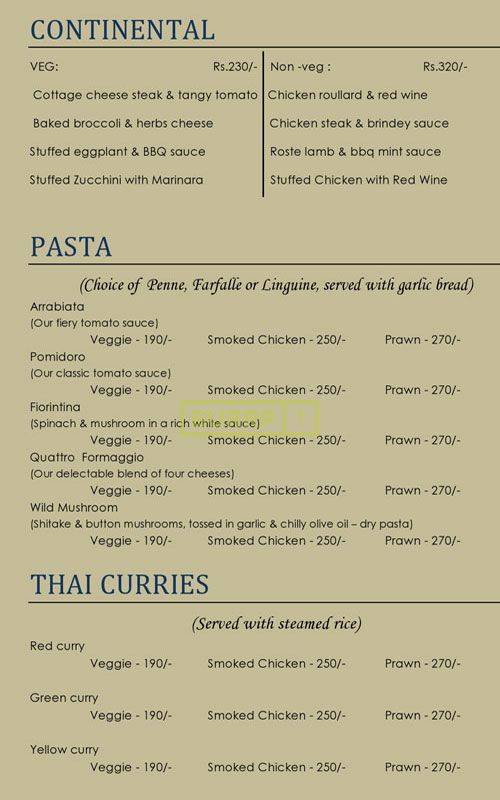 CONTINENTAL
VEG: Rs.230/- Non -veg : Rs.320/-
Cottage cheese steak & tangy tomato Chicken roullard & red wine
Baked broccoli & herbs cheese Chicken steak & brindey sauce
Stuffed eggplant & BBQ sauce Roste lamb & bbq mint sauce
Stuffed Zucchini with Marinara Stuffed Chicken with Red Wine
PASTA
(Choice of Penne, Farfalle or Linguine, served with garlic bread)
Arrabiata
(Our fiery tomato sauce)
Veggie - 190/- Smoked Chicken - 250/- Prawn - 270/-
Pomidoro
(Our classic tomato sauce)
Veggie - 190/- Smoked Chicken - 250/- Prawn - 270/-
Fiorintina
(Spinach & mushroom in a rich white sauce)
Veggie - 190/- Smoked Chicken - 250/- Prawn - 270/-
Quattro Formaggio
(Our delectable blend of four cheeses)
Veggie - 190/- Smoked Chicken - 250/- Prawn - 270/-
Wild Mushroom
(Shitake & button mushrooms, tossed in garlic & chilly olive oil – dry pasta)
Veggie - 190/- Smoked Chicken - 250/- Prawn - 270/-
THAI CURRIES
(Served with steamed rice)
Red curry
Veggie - 190/- Smoked Chicken - 250/- Prawn - 270/-
Green curry
Veggie - 190/- Smoked Chicken - 250/- Prawn - 270/-
Yellow curry
Veggie - 190/- Smoked Chicken - 250/- Prawn - 270/-